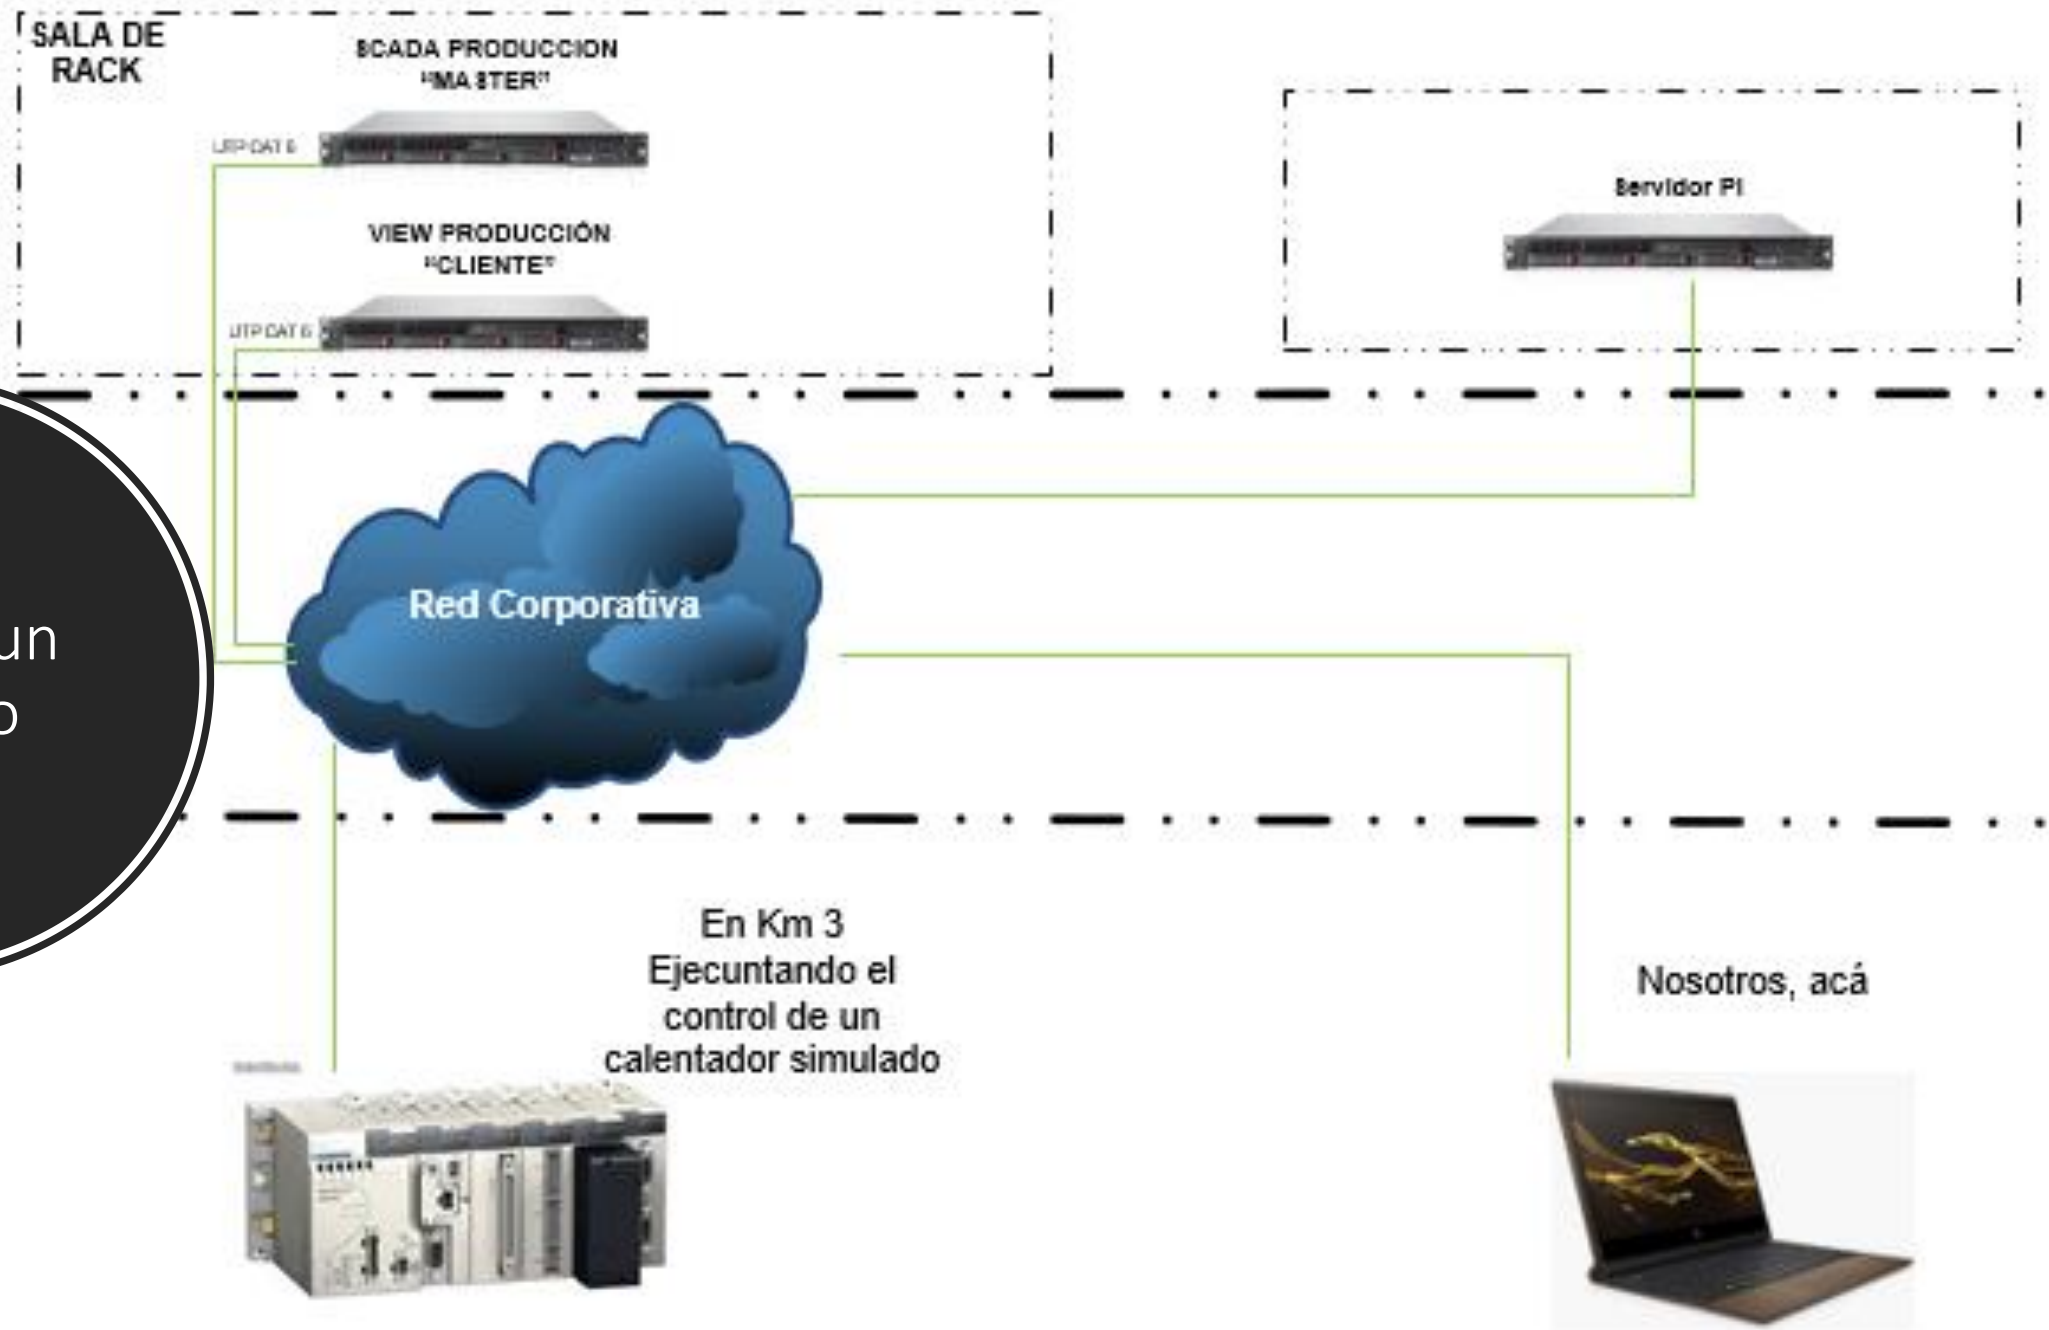 SALA DE
RACK
SCADA PRODUCCION
"MASTER"
UTP CAT 6
VIEW PRODUCCIÓN
"CLIENTE"
UTP CAT 6
Servidor PI
Red Corporativa
un
o
En Km 3
Ejecuntando el
control de un
calentador simulado
Nosotros, acá